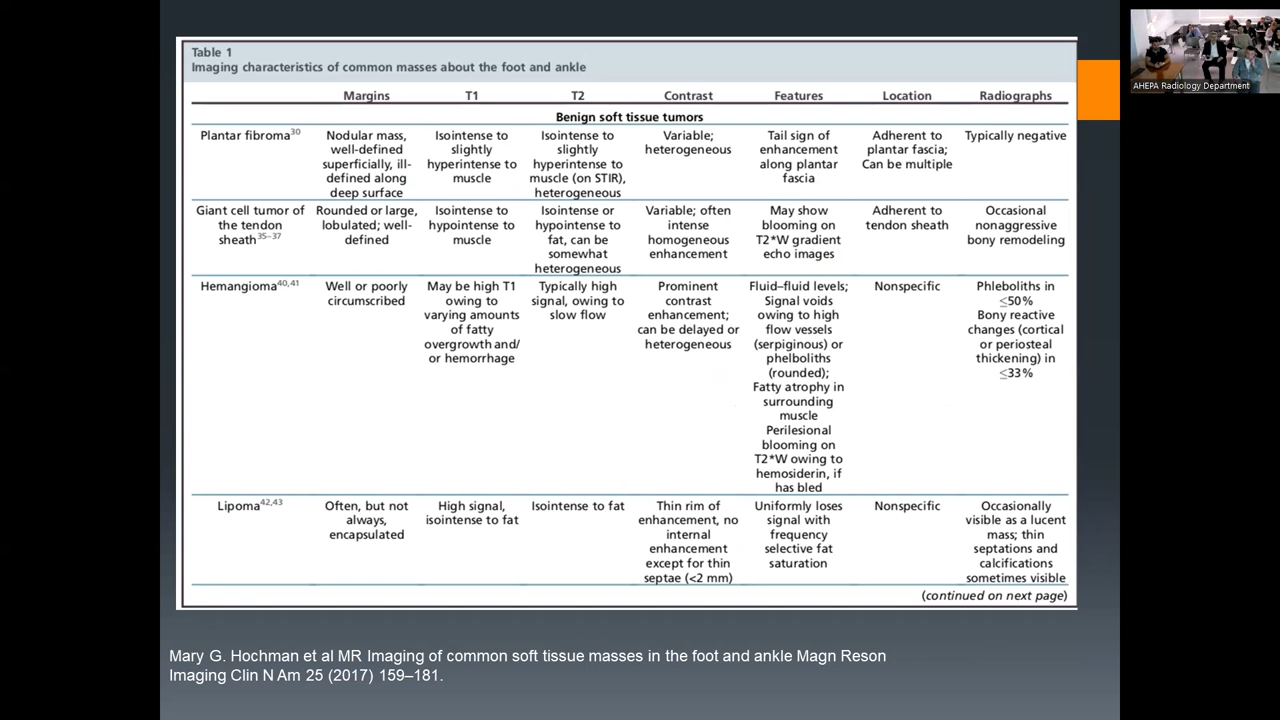 Table 1
Imaging characteristics of common masses about the foot and ankle
Margins T1 T2 Contrast Features Location Radiographs
Benign soft tissue tumors
Plantar fibroma30
Nodular mass,
well-defined
superficially, ill-
defined along
deep surface
Isointense to
slightly
hyperintense to
muscle
Isointense to
slightly
hyperintense to
muscle (on STIR),
heterogeneous
Variable;
heterogeneous
Tail sign of
enhancement
along plantar
fascia
Adherent to
plantar fascia;
Can be multiple
Typically negative
Giant cell tumor of
the tendon
sheath35–37
Rounded or large,
lobulated; well-
defined
Isointense to
hypointense to
muscle
Isointense or
hypointense to
fat, can be
somewhat
heterogeneous
Variable; often
intense
homogeneous
enhancement
May show
blooming on
T2*W gradient
echo images
Adherent to
tendon sheath
Occasional
nonaggressive
bony remodeling
Hemangioma40,41
Well or poorly
circumscribed
May be high T1
owing to
varying amounts
of fatty
overgrowth and/
or hemorrhage
Typically high
signal, owing to
slow flow
Prominent
contrast
enhancement;
can be delayed or
heterogeneous
Fluid–fluid levels;
Signal voids
owing to high
flow vessels
(serpiginous) or
phelboliths
(rounded);
Fatty atrophy in
surrounding
muscle
Perilesional
blooming on
T2*W owing to
hemosiderin, if
has bled
Nonspecific
Phleboliths in
≤50%
Bony reactive
changes (cortical
or periosteal
thickening) in
≤33%
Lipoma42,43
Often, but not
always,
encapsulated
High signal,
isointense to fat
Isointense to fat
Thin rim of
enhancement, no
internal
enhancement
except for thin
septae (<2 mm)
Uniformly loses
signal with
frequency
selective fat
saturation
Nonspecific
Occasionally
visible as a lucent
mass; thin
septations and
calcifications
sometimes visible
(continued on next page)
Mary G. Hochman et al MR Imaging of common soft tissue masses in the foot and ankle Magn Reson
Imaging Clin N Am 25 (2017) 159–181.
AHEPA Radiology Department